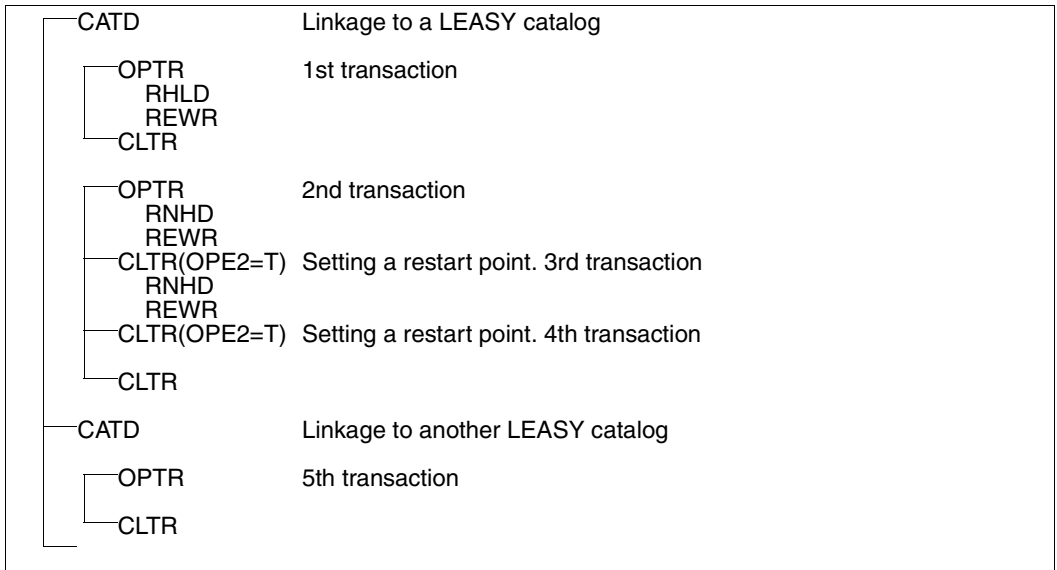 CATD Linkage to a LEASY catalog
OPTR 1st transaction
RHLD
REWR
CLTR
OPTR 2nd transaction
RNHD
REWR
CLTR(OPE2=T) Setting a restart point. 3rd transaction
RNHD
REWR
CLTR(OPE2=T) Setting a restart point. 4th transaction
CLTR
CATD Linkage to another LEASY catalog
OPTR 5th transaction
CLTR